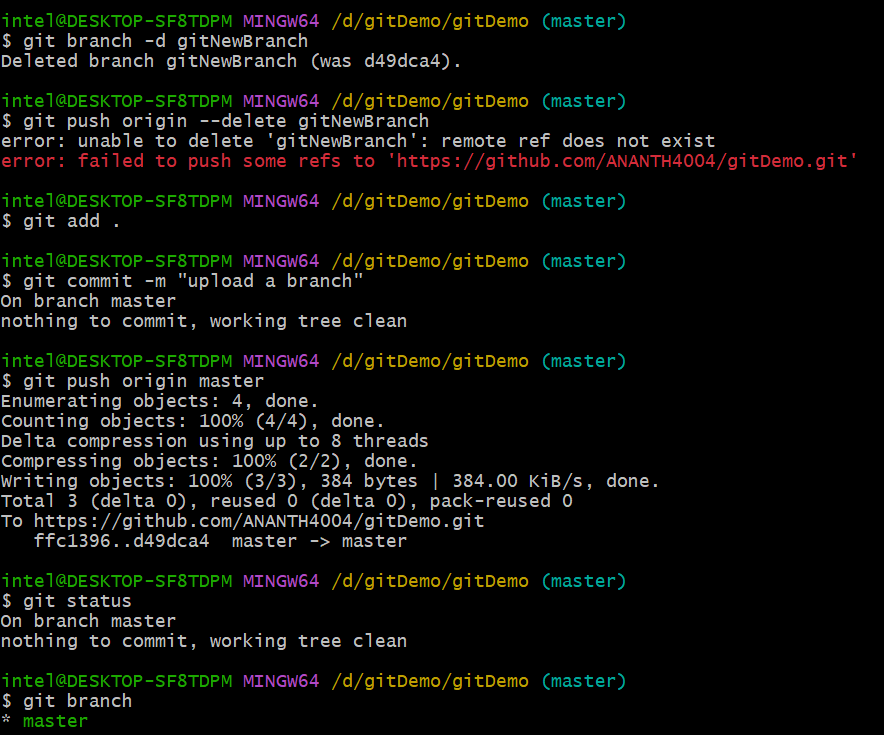 intel@DESKTOP-SF8TDPM MINGW64 /d/gitDemo/gitDemo (master)
$ git branch -d gitNewBranch
Deleted branch gitNewBranch (was d49dca4).
intel@DESKTOP-SF8TDPM MINGW64 /d/gitDemo/gitDemo (master)
$ git push origin --delete gitNewBranch
error: unable to delete 'gitNewBranch': remote ref does not exist
error: failed to push some refs to 'https://github.com/ANANTH4004/gitDemo.git'
intel@DESKTOP-SF8TDPM MINGW64 /d/gitDemo/gitDemo (master)
$ git add .
intel@DESKTOP-SF8TDPM MINGW64 /d/gitDemo/gitDemo (master)
$ git commit -m "upload a branch"
On branch master
nothing to commit, working tree clean
intel@DESKTOP-SF8TDPM MINGW64 /d/gitDemo/gitDemo (master)
$ git push origin master
Enumerating objects: 4, done.
Counting objects: 100% (4/4), done.
Delta compression using up to 8 threads
Compressing objects: 100% (2/2), done.
Writing objects: 100% (3/3), 384 bytes | 384.00 KiB/s, done.
Total 3 (delta 0), reused 0 (delta 0), pack-reused 0
To https://github.com/ANANTH4004/gitDemo.git
   ffc1396..d49dca4  master -> master
intel@DESKTOP-SF8TDPM MINGW64 /d/gitDemo/gitDemo (master)
$ git status
On branch master
nothing to commit, working tree clean
intel@DESKTOP-SF8TDPM MINGW64 /d/gitDemo/gitDemo (master)
$ git branch
* master